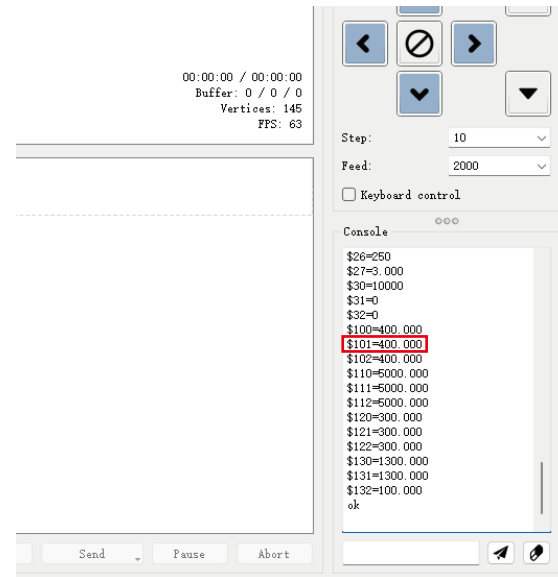 00:00:00 / 00:00:00
Buffer: 0 / 0 / 0
Vertices: 145
FPS: 63
Step: 10
Feed: 2000
Keyboard control
Console
$26=250
$27=3.000
$30=10000
$31=0
$32=0
$100=400.000
$101=400.000
$102=400.000
$110=5000.000
$111=5000.000
$112=5000.000
$120=300.000
$121=300.000
$122=300.000
$130=1300.000
$131=1300.000
$132=100.000
ok
Send Pause Abort